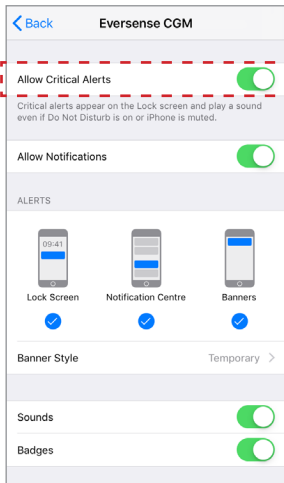 Back Eversense CGM
Allow Critical Alerts
Critical alerts appear on the Lock screen and play a sound
even if Do Not Disturb is on or iPhone is muted.
Allow Notifications
ALERTS
09:41
Lock Screen Notification Centre Banners
Banner Style Temporary
Sounds
Badges